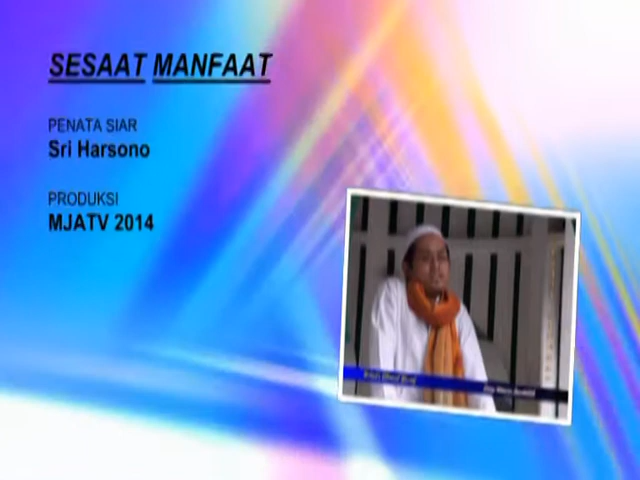 SESAAT MANFAAT
PENATA SIAR
Sri Harsono
PRODUKSI
MJATV 2014